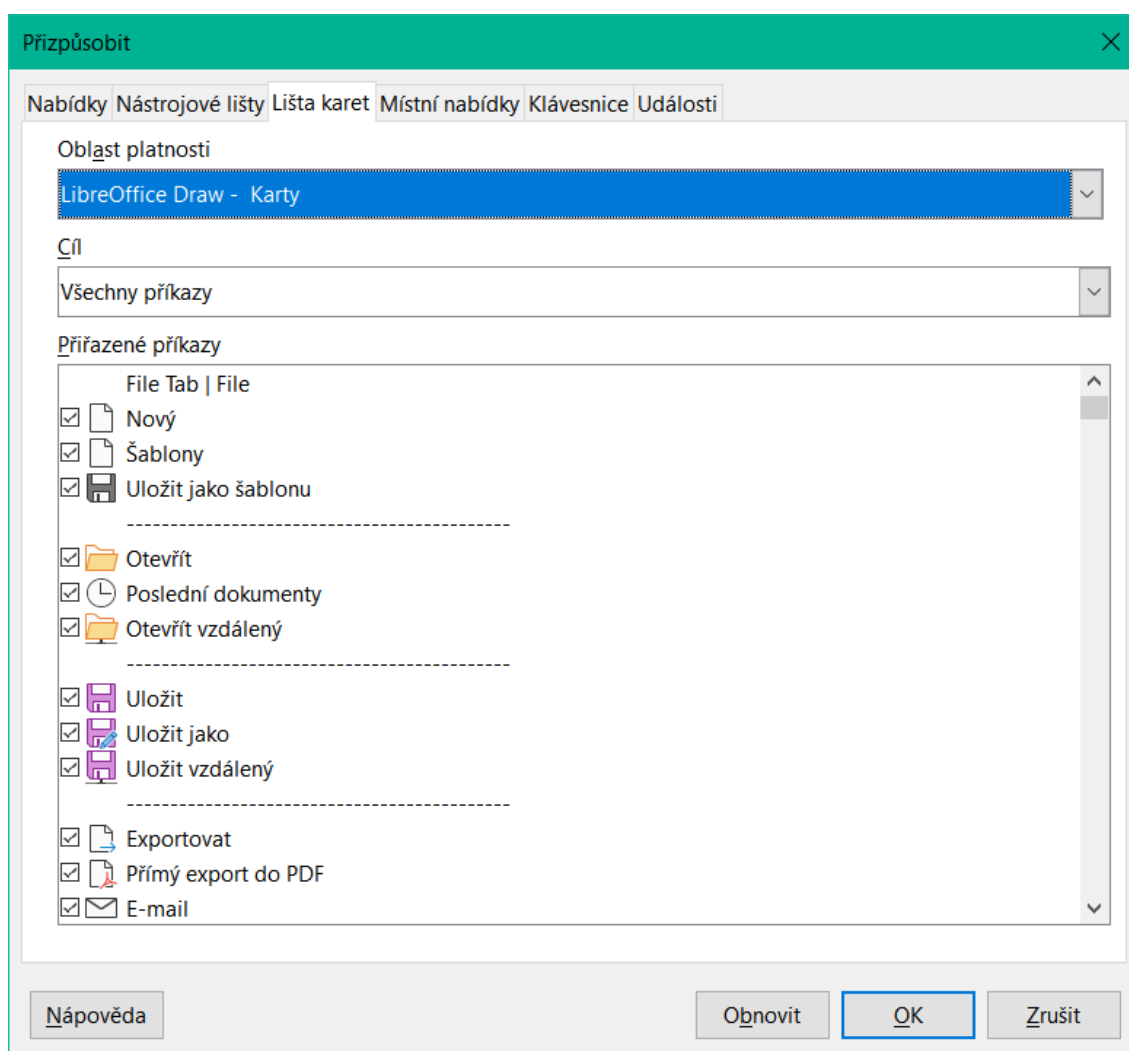 Přizpůsobit
Nabídky Nástrojové lišty Lišta karet Místní nabídky Klávesnice Události
Oblast platnosti
LibreOffice Draw -  Karty
Cíl
Všechny příkazy
Přiřazené příkazy
File Tab | File
Nový
Šablony
Uložit jako šablonu
--------------------------------------------
Otevřít
Poslední dokumenty
Otevřít vzdálený
--------------------------------------------
Uložit
Uložit jako
Uložit vzdálený
--------------------------------------------
Exportovat
Přímý export do PDF
E-mail
Nápověda Obnovit OK Zrušit